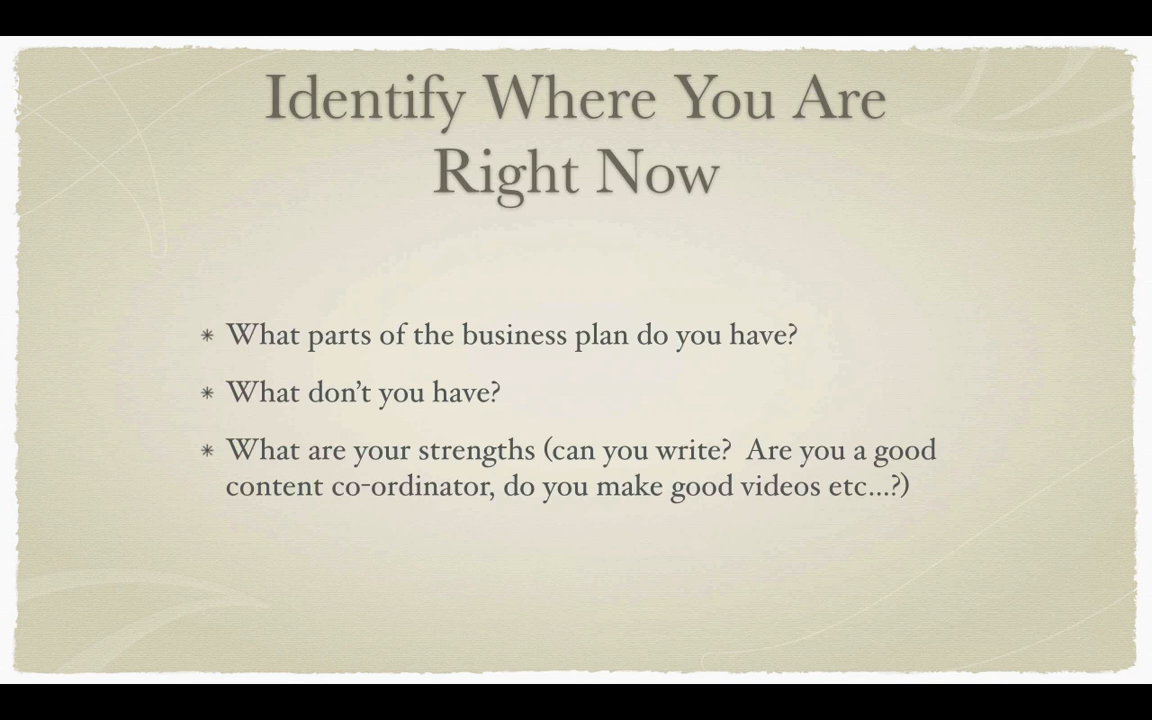 Identify Where You Are
Right Now
* What parts of the business plan do you have?
* What don't you have?
* What are your strengths (can you write?  Are you a good
content co-ordinator, do you make good videos etc...?)